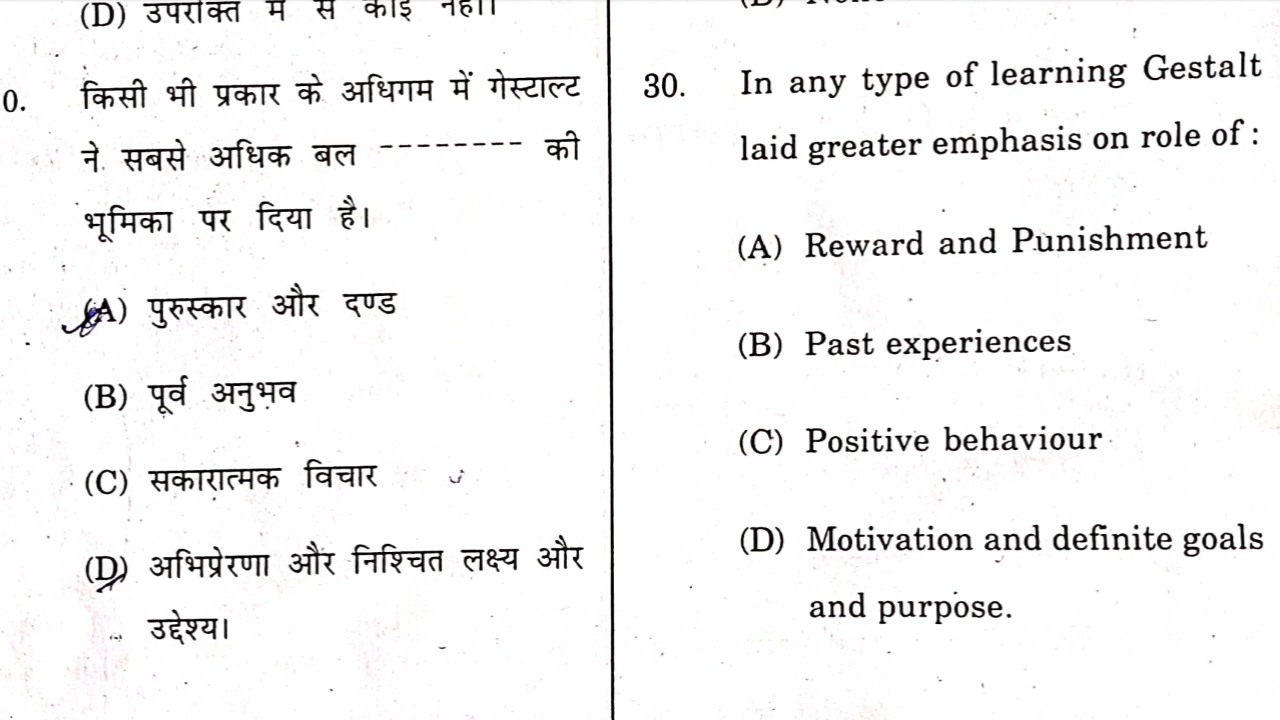 (D) उपरोक्त में से कोई नहीं।
0. किसी भी प्रकार के अधिगम में गेस्टाल्ट
ने सबसे अधिक बल -------- की
भूमिका पर दिया है।
(A) पुरुस्कार और दण्ड
(B) पूर्व अनुभव
(C) सकारात्मक विचार
(D) अभिप्रेरणा और निश्चित लक्ष्य और
उद्देश्य।
30. In any type of learning Gestalt
laid greater emphasis on role of :
(A) Reward and Punishment
(B) Past experiences
(C) Positive behaviour
(D) Motivation and definite goals
and purpose.